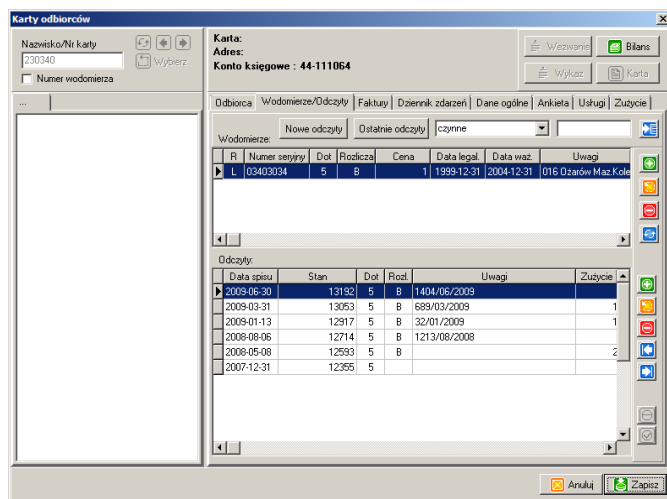 Karty odbiorców
Nazwisko/Nr karty
230340
Wybierz
Numer wodomierza
...
Karta:
Adres:
Konto księgowe : 44-111064
Wezwanie
Bilans
Wykaz
Karta
Odbiorca Wodomierze/Odczyty Faktury Dziennik zdarzeń Dane ogólne Ankieta Usługi Zużycie
Wodomierze:
Nowe odczyty Ostatnie odczyty czynne
R Numer seryjny Dot Rozlicza Cena Data legal. Data waż. Uwagi
L 03403034 5 B 1 1999-12-31 2004-12-31 016 Ożarów Maz.Kole
Odczyty:
Data spisu Stan Dot Rozl. Uwagi Zużycie
2009-06-30 13192 5 B 1404/06/2009
2009-03-31 13053 5 B 689/03/2009 1
2009-01-13 12917 5 B 32/01/2009 1
2008-08-06 12714 5 B 1213/08/2008
2008-05-08 12593 5 B 2
2007-12-31 12355 5
Anuluj Zapisz